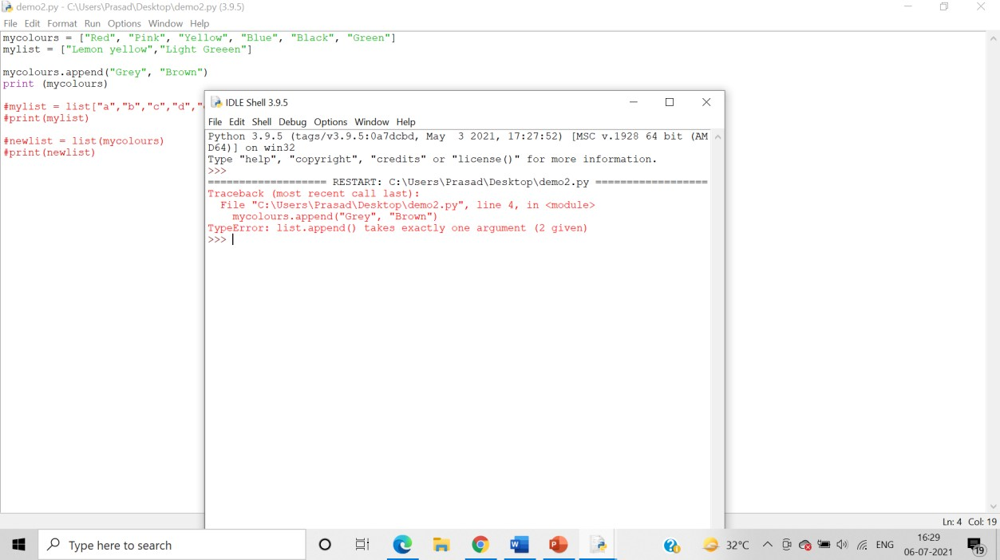 demo2.py - C:\Users\Prasad\Desktop\demo2.py (3.9.5)
File Edit Format Run Options Window Help
mycolours = ["Red", "Pink", "Yellow", "Blue", "Black", "Green"]
mylist = ["Lemon yellow","Light Greeen"]
mycolours.append("Grey", "Brown")
print (mycolours)
#mylist = list["a","b","c","d","
#print(mylist)
#newlist = list(mycolours)
#print(newlist)
IDLE Shell 3.9.5
File Edit Shell Debug Options Window Help
Python 3.9.5 (tags/v3.9.5:0a7dcbd, May  3 2021, 17:27:52) [MSC v.1928 64 bit (AM
D64)] on win32
Type "help", "copyright", "credits" or "license()" for more information.
>>>
=================== RESTART: C:\Users\Prasad\Desktop\demo2.py ==================
Traceback (most recent call last):
  File "C:\Users\Prasad\Desktop\demo2.py", line 4, in <module>
    mycolours.append("Grey", "Brown")
TypeError: list.append() takes exactly one argument (2 given)
>>>
Ln: 4 Col: 19
Type here to search
32°C
ENG
16:29
06-07-2021
19